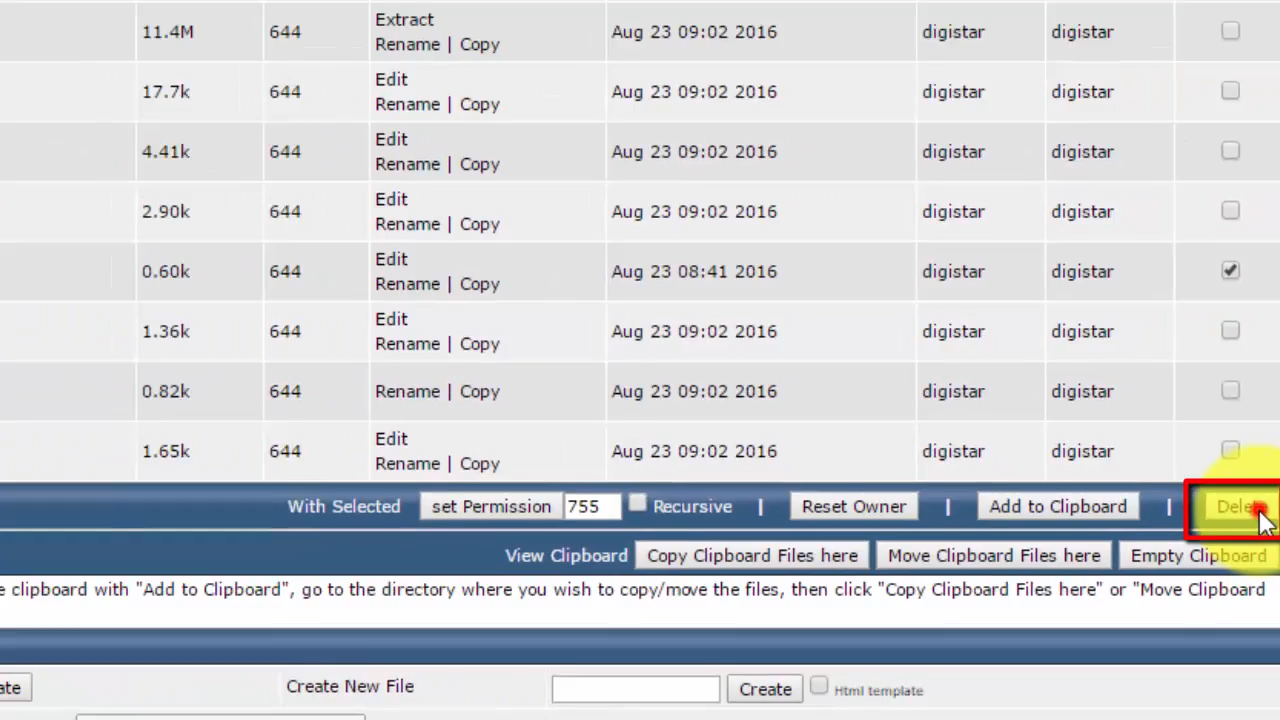 11.4M 644 Extract Aug 23 09:02 2016 digistar digistar
Rename | Copy
17.7k 644 Edit Aug 23 09:02 2016 digistar digistar
Rename | Copy
4.41k 644 Edit Aug 23 09:02 2016 digistar digistar
Rename | Copy
2.90k 644 Edit Aug 23 09:02 2016 digistar digistar
Rename | Copy
0.60k 644 Edit Aug 23 08:41 2016 digistar digistar
Rename | Copy
1.36k 644 Edit Aug 23 09:02 2016 digistar digistar
Rename | Copy
0.82k 644 Rename | Copy Aug 23 09:02 2016 digistar digistar
1.65k 644 Edit Aug 23 09:02 2016 digistar digistar
Rename | Copy
With Selected set Permission 755 Recursive | Reset Owner | Add to Clipboard |
View Clipboard Copy Clipboard Files here Move Clipboard Files here Empty Clipboard
clipboard with "Add to Clipboard", go to the directory where you wish to copy/move the files, then click "Copy Clipboard Files here" or "Move Clipboard
Create New File Create Html template